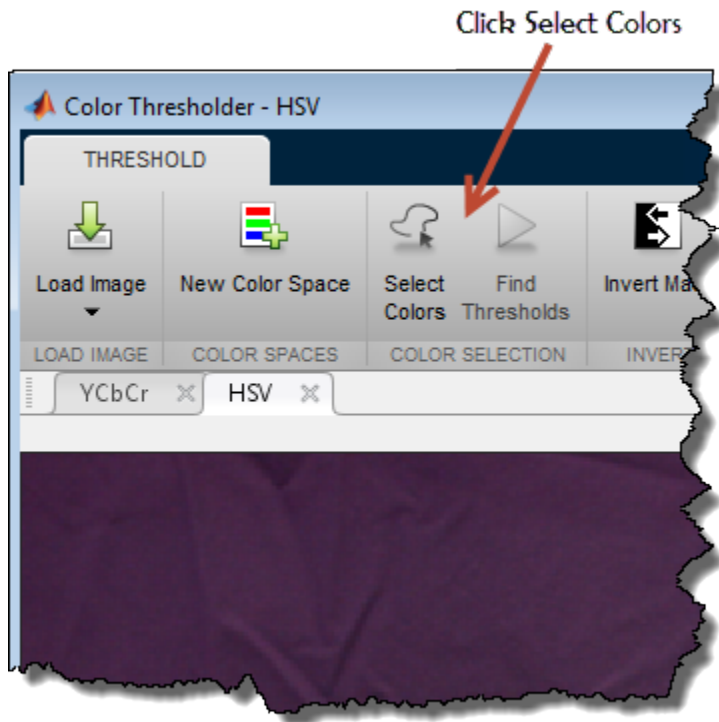 Click Select Colors
Color Thresholder - HSV
THRESHOLD
Load Image
New Color Space
Select Colors
Find Thresholds
Invert Ma
LOAD IMAGE
COLOR SPACES
COLOR SELECTION
INVERT
YCbCr
HSV